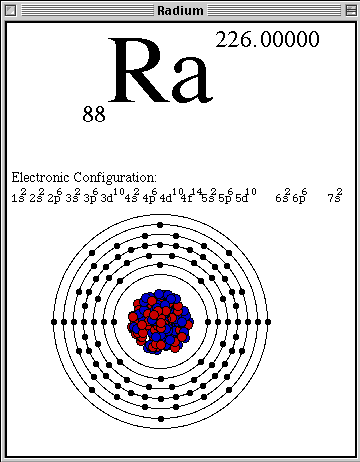 Radium
226.00000
Ra
88
Electronic Configuration:
1s² 2s² 2p⁶ 3s² 3p⁶ 3d¹⁰ 4s² 4p⁶ 4d¹⁰ 4f¹⁴ 5s² 5p⁶ 5d¹⁰ 6s² 6p⁶ 7s²